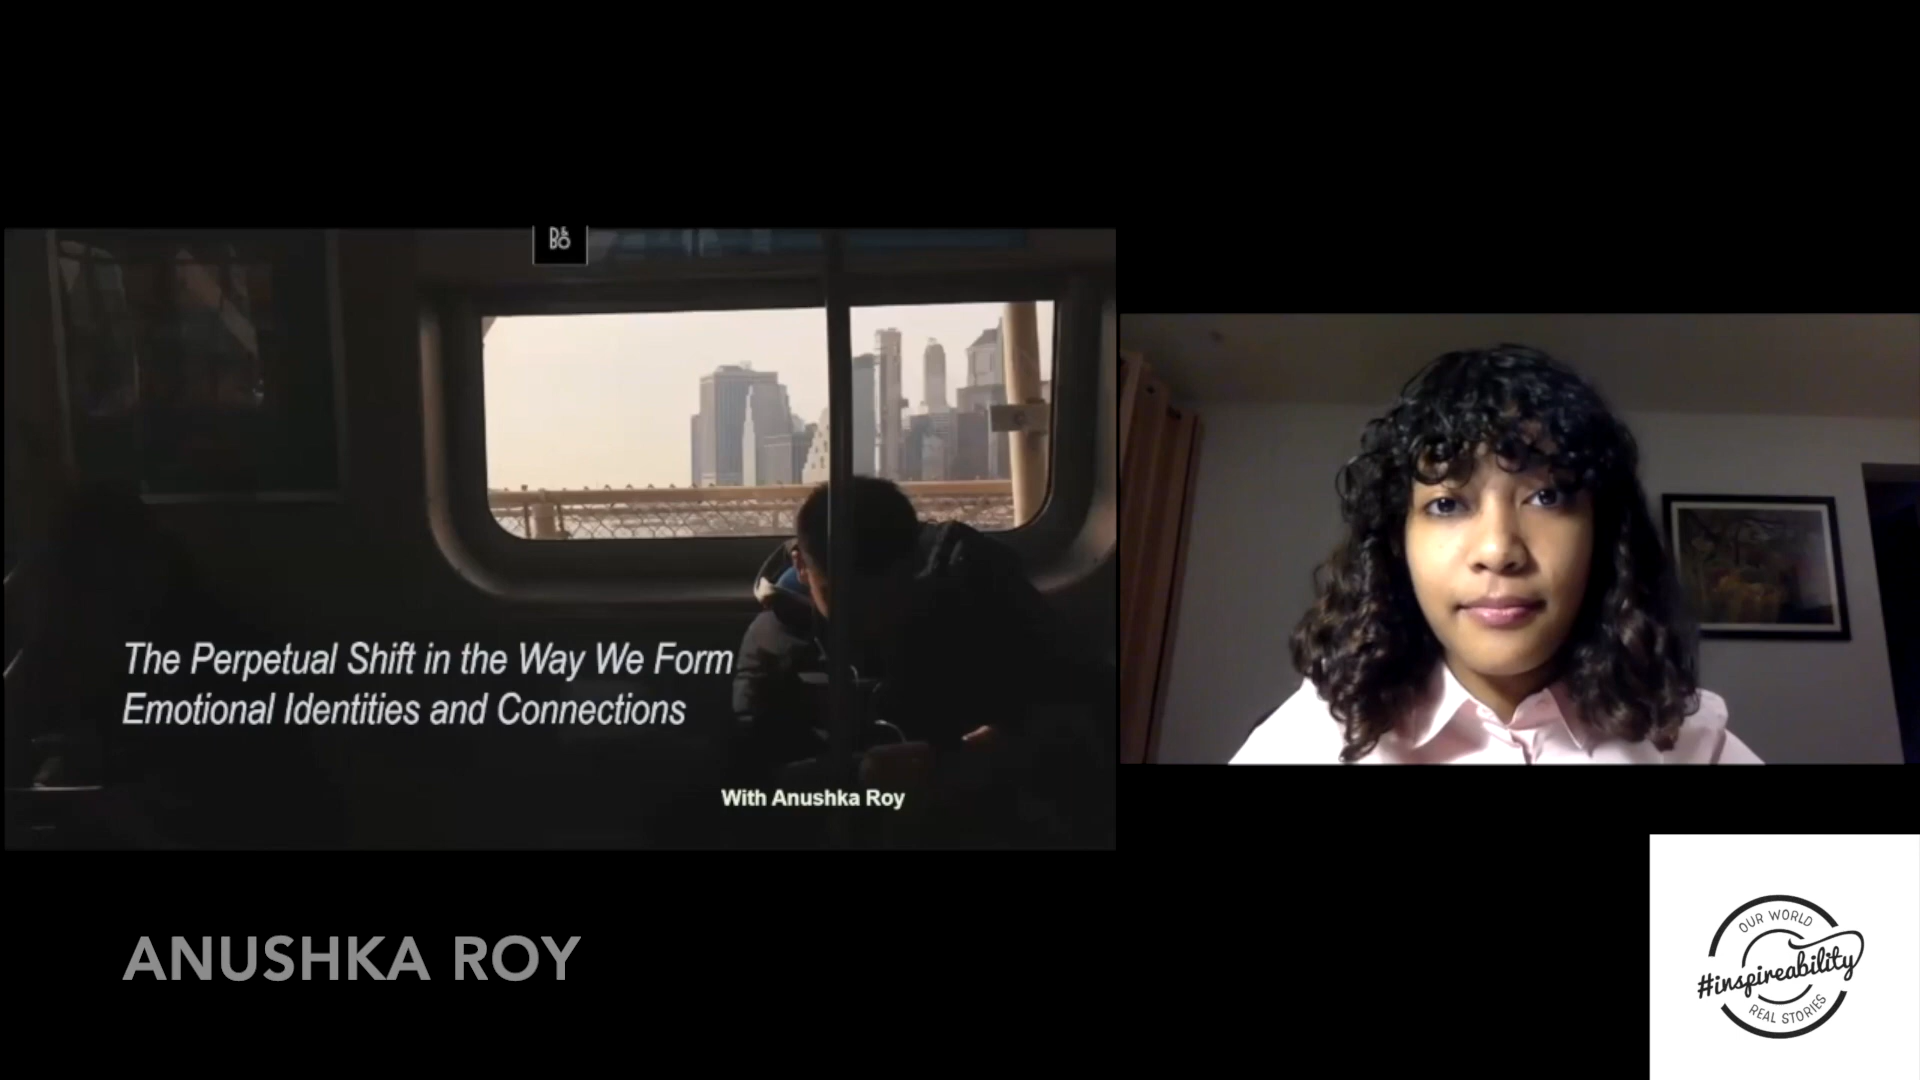 D&
BO
The Perpetual Shift in the Way We Form
Emotional Identities and Connections
With Anushka Roy
ANUSHKA ROY
OUR WORLD
#inspireability
REAL STORIES